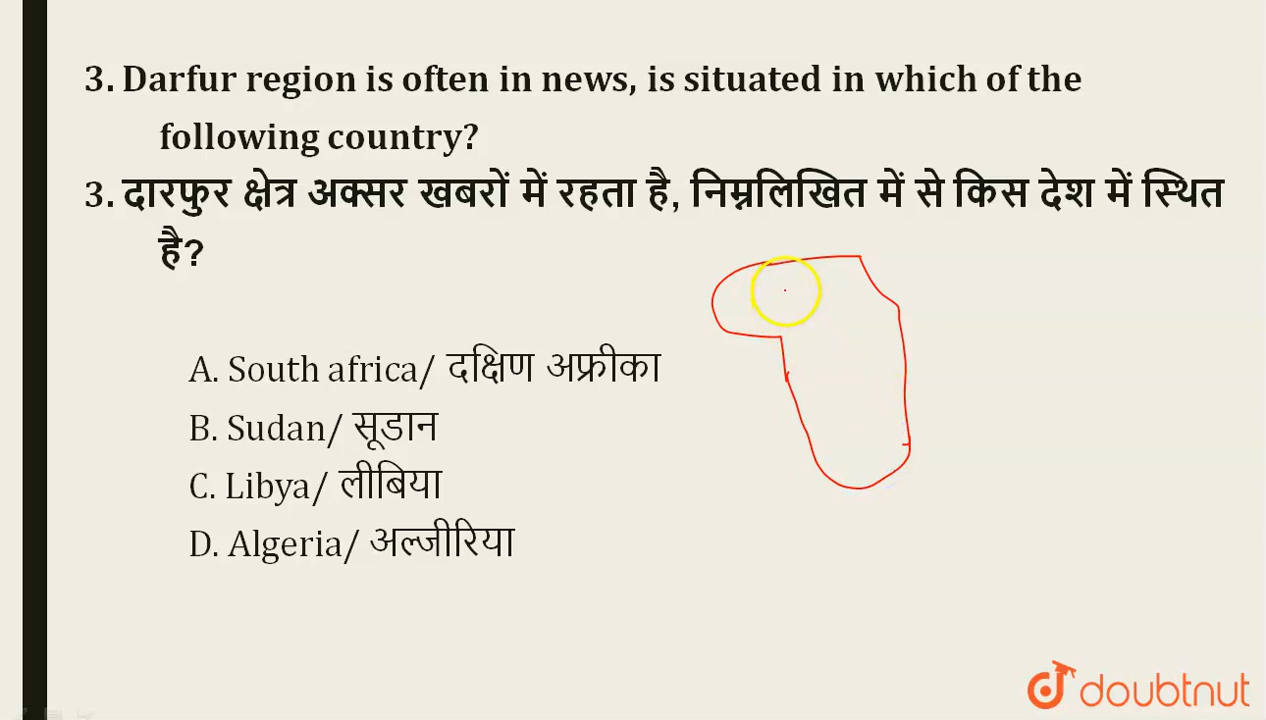 3. Darfur region is often in news, is situated in which of the
following country?
3. दारफुर क्षेत्र अक्सर खबरों में रहता है, निम्नलिखित में से किस देश में स्थित
है?
A. South africa/ दक्षिण अफ्रीका
B. Sudan/ सूडान
C. Libya/ लीबिया
D. Algeria/ अल्जीरिया
doubtnut